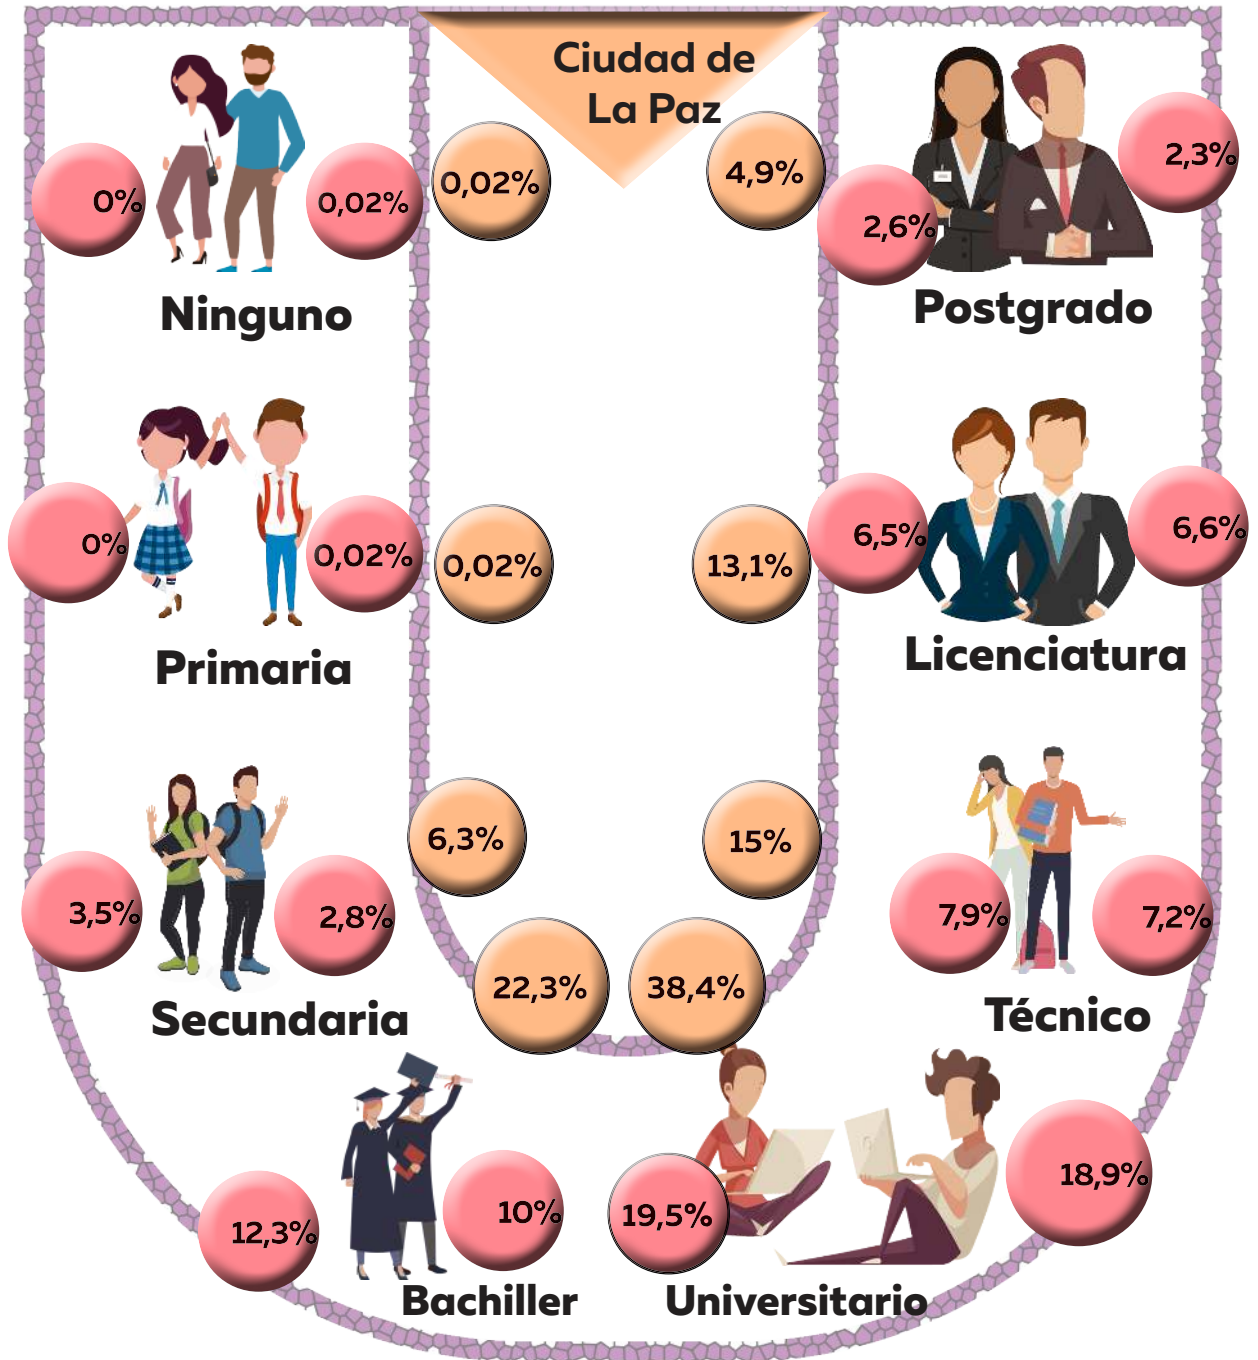 Ciudad de
La Paz
0%
0,02%
0,02%
Ninguno
4,9%
2,6%
2,3%
Postgrado
0%
0,02%
0,02%
Primaria
13,1%
6,5%
6,6%
Licenciatura
3,5%
2,8%
6,3%
Secundaria
15%
7,9%
7,2%
Técnico
22,3%
38,4%
12,3%
10%
Bachiller
19,5%
18,9%
Universitario